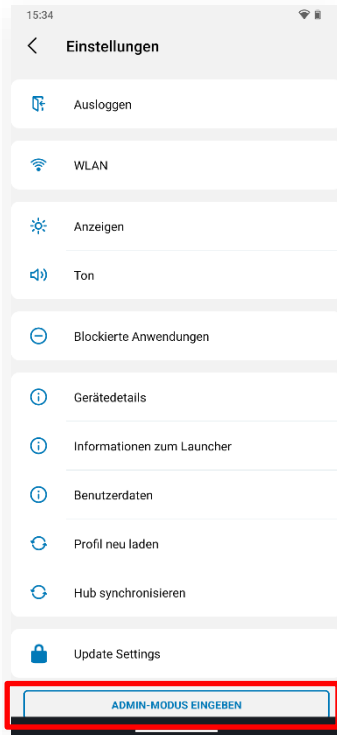 15:34
Einstellungen
Ausloggen
WLAN
Anzeigen
Ton
Blockierte Anwendungen
Gerätedetails
Informationen zum Launcher
Benutzerdaten
Profil neu laden
Hub synchronisieren
Update Settings
ADMIN-MODUS EINGEBEN